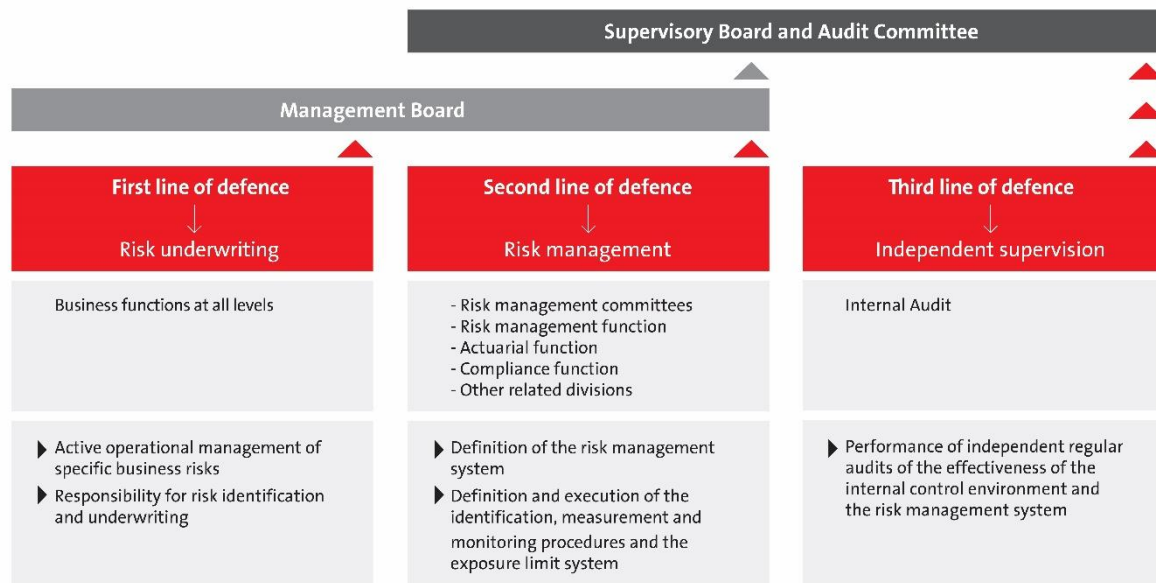 Supervisory Board and Audit Committee
Management Board
First line of defence
Risk underwriting
Second line of defence
Risk management
Third line of defence
Independent supervision
Business functions at all levels
- Risk management committees
- Risk management function
- Actuarial function
- Compliance function
- Other related divisions
Internal Audit
Active operational management of
specific business risks
Responsibility for risk identification
and underwriting
Definition of the risk management
system
Definition and execution of the
identification, measurement and
monitoring procedures and the
exposure limit system
Performance of independent regular
audits of the effectiveness of the
internal control environment and
the risk management system